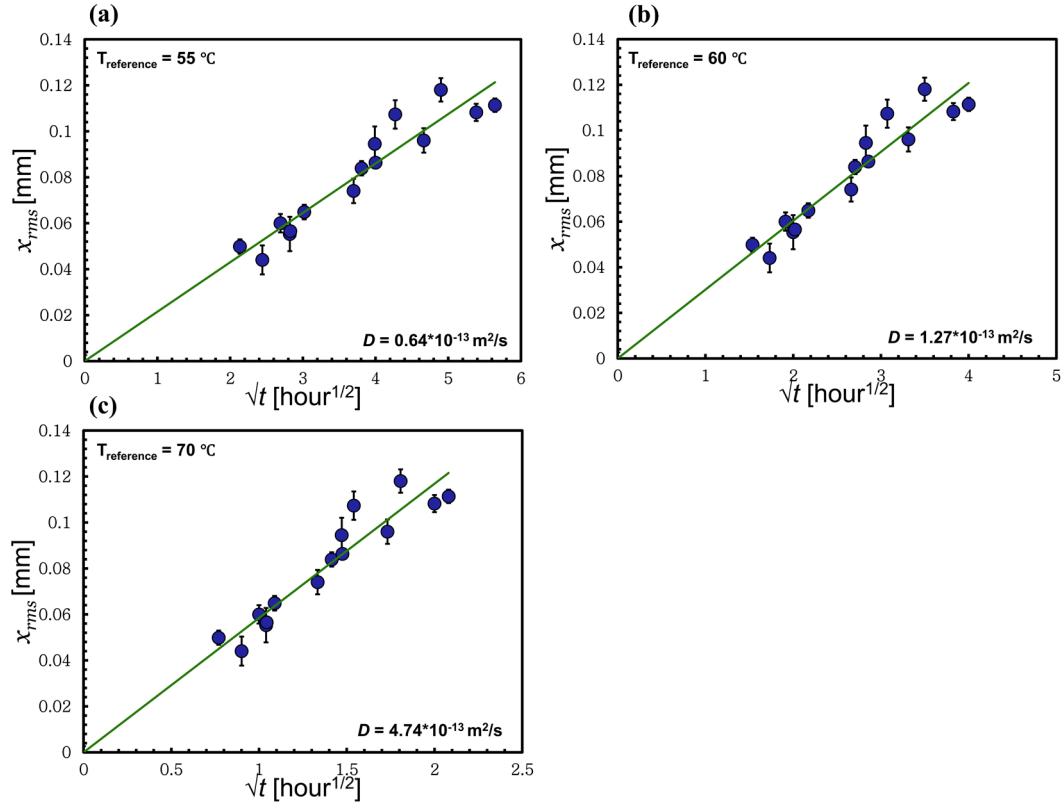 (a)
T_reference = 55 ℃
0.14
0.12
0.1
0.08
0.06
0.04
0.02
0
x_rms [mm]
D = 0.64*10^-13 m^2/s
0 1 2 3 4 5 6
√t [hour^1/2]
(b)
T_reference = 60 ℃
0.14
0.12
0.1
0.08
0.06
0.04
0.02
0
x_rms [mm]
D = 1.27*10^-13 m^2/s
0 1 2 3 4 5
√t [hour^1/2]
(c)
T_reference = 70 ℃
0.14
0.12
0.1
0.08
0.06
0.04
0.02
0
x_rms [mm]
D = 4.74*10^-13 m^2/s
0 0.5 1 1.5 2 2.5
√t [hour^1/2]